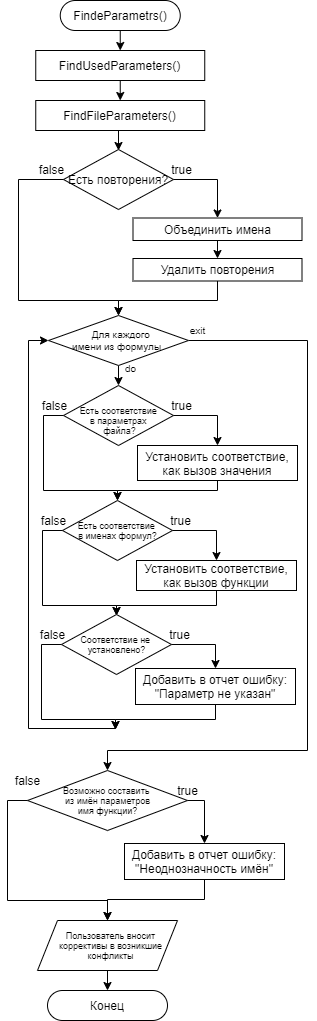 FindeParametrs()
FindUsedParameters()
FindFileParameters()
false
true
Есть повторения?
Объединить имена
Удалить повторения
Для каждого
имени из формулы
exit
do
false
true
Есть соответствие
в параметрах
файла?
Установить соответствие,
как вызов значения
false
true
Есть соответствие
в именах формул?
Установить соответствие,
как вызов функции
false
true
Соответствие не
установлено?
Добавить в отчет ошибку:
"Параметр не указан"
false
true
Возможно составить
из имён параметров
имя функции?
Добавить в отчет ошибку:
"Неоднозначность имён"
Пользователь вносит
коррективы в возникшие
конфликты
Конец